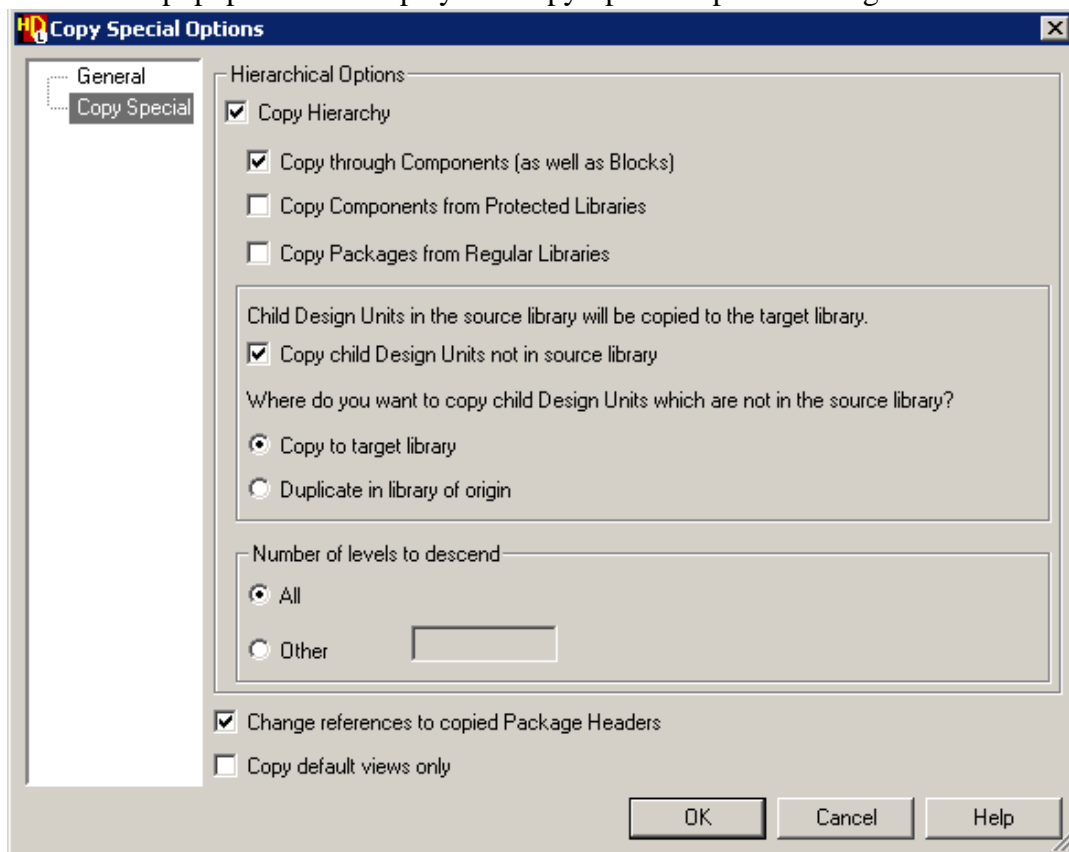 Copy Special Options
General
Copy Special
Hierarchical Options
Copy Hierarchy
Copy through Components (as well as Blocks)
Copy Components from Protected Libraries
Copy Packages from Regular Libraries
Child Design Units in the source library will be copied to the target library.
Copy child Design Units not in source library
Where do you want to copy child Design Units which are not in the source library?
Copy to target library
Duplicate in library of origin
Number of levels to descend
All
Other
Change references to copied Package Headers
Copy default views only
OK Cancel Help